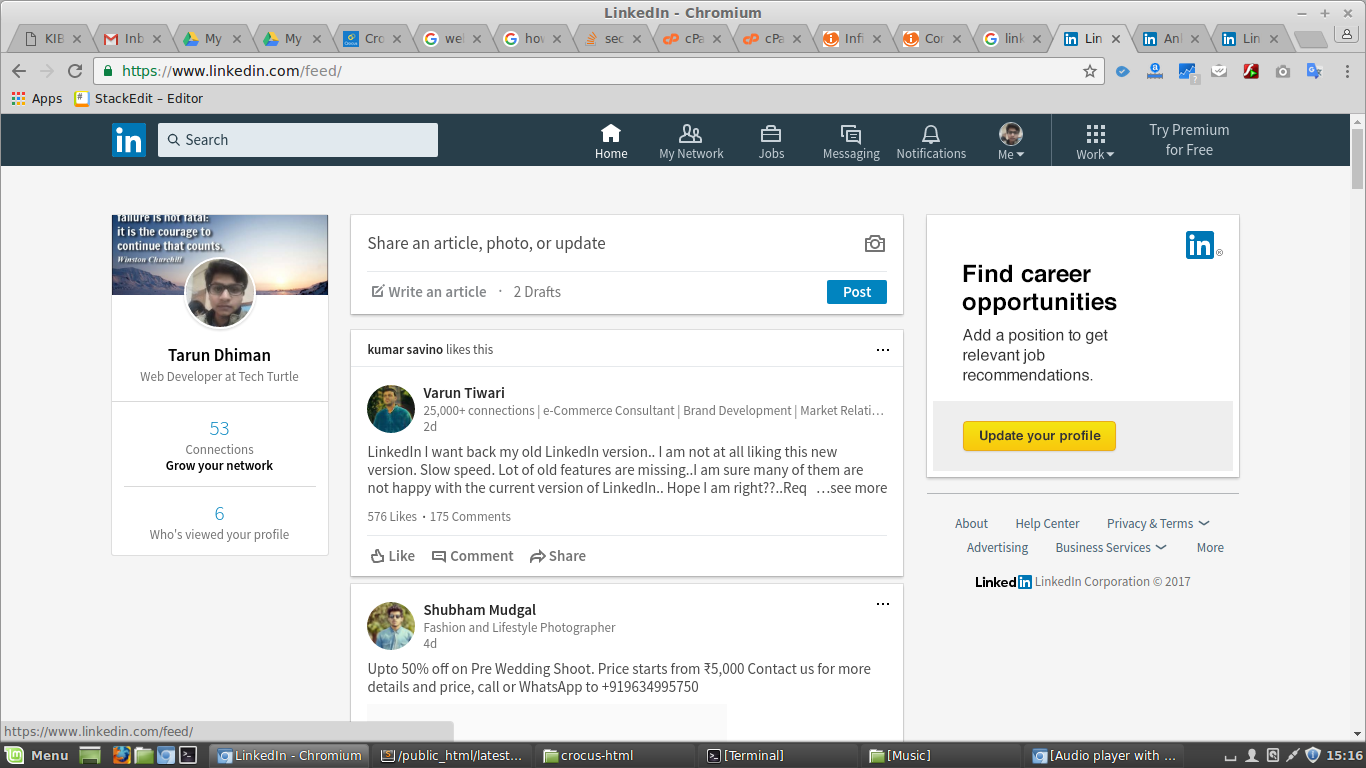 LinkedIn - Chromium
KIE
Inb
My
My
Cro
wel
how
sec
cPa
cPa
Infi
Cor
link
Lin
Anl
Lin
https://www.linkedin.com/feed/
Apps
StackEdit – Editor
in
Search
Home
My Network
Jobs
Messaging
Notifications
Me
Work
Try Premium
for Free
failure is not fatal:
it is the courage to
continue that counts.
Winston Churchill
Tarun Dhiman
Web Developer at Tech Turtle
53
Connections
Grow your network
6
Who's viewed your profile
Share an article, photo, or update
Write an article · 2 Drafts
Post
kumar savino likes this
Varun Tiwari
25,000+ connections | e-Commerce Consultant | Brand Development | Market Relati…
2d
LinkedIn I want back my old LinkedIn version.. I am not at all liking this new
version. Slow speed. Lot of old features are missing..I am sure many of them are
not happy with the current version of LinkedIn.. Hope I am right??..Req …see more
576 Likes · 175 Comments
Like
Comment
Share
Shubham Mudgal
Fashion and Lifestyle Photographer
4d
Upto 50% off on Pre Wedding Shoot. Price starts from ₹5,000 Contact us for more
details and price, call or WhatsApp to +919634995750
in ®
Find career
opportunities
Add a position to get
relevant job
recommendations.
Update your profile
About
Help Center
Privacy & Terms
Advertising
Business Services
More
Linked in LinkedIn Corporation © 2017
https://www.linkedin.com/feed/
Menu
LinkedIn - Chromium
/public_html/latest...
crocus-html
[Terminal]
[Music]
[Audio player with ...
15:16